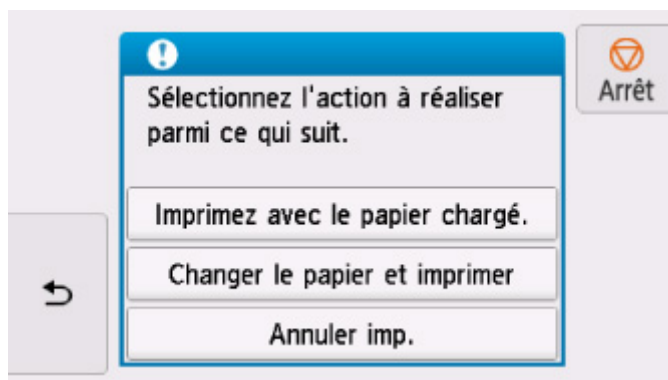 Sélectionnez l'action à réaliser
parmi ce qui suit.
Arrêt
Imprimez avec le papier chargé.
Changer le papier et imprimer
Annuler imp.